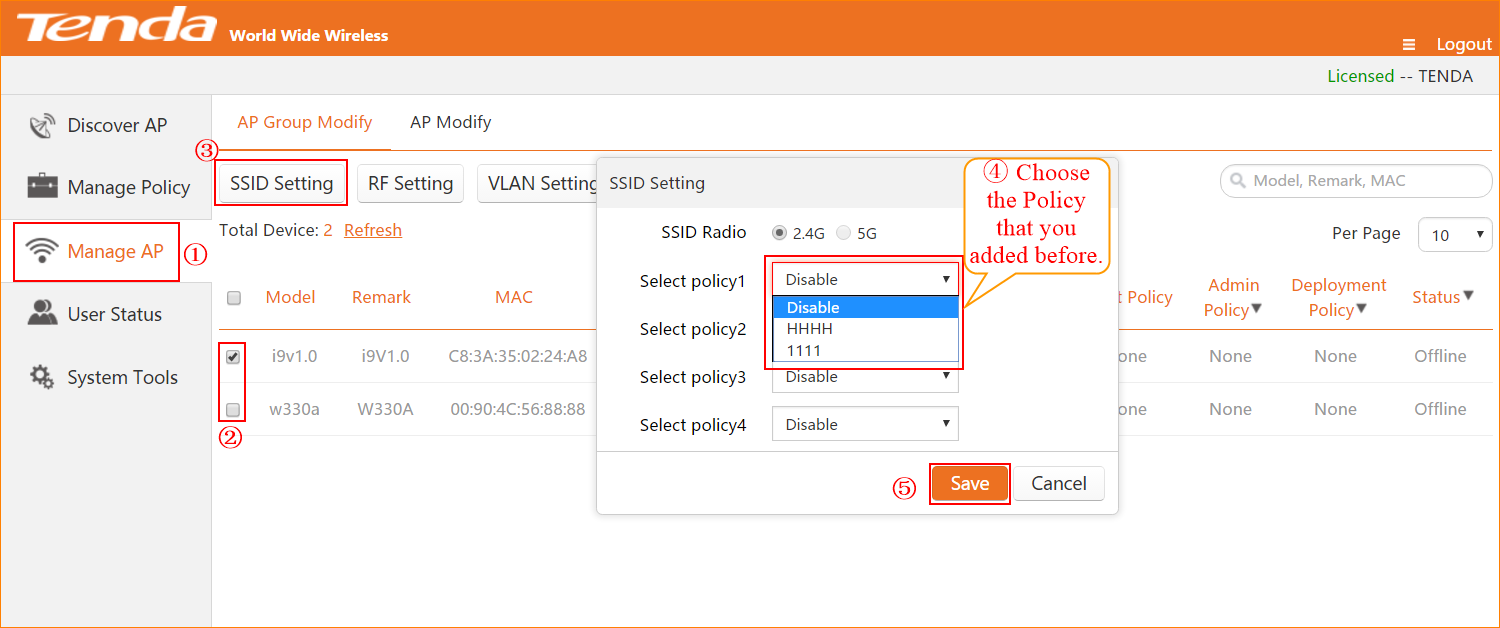 Tenda World Wide Wireless
Logout
Licensed -- TENDA
Discover AP
Manage Policy
Manage AP
①
User Status
System Tools
AP Group Modify AP Modify
③
SSID Setting RF Setting VLAN Setting
Model, Remark, MAC
Total Device: 2 Refresh
Per Page 10
Model Remark MAC Policy Admin Policy▼ Deployment Policy▼ Status▼
i9v1.0 i9V1.0 C8:3A:35:02:24:A8 None None Offline
w330a W330A 00:90:4C:56:88:88 None None Offline
②
SSID Setting
SSID Radio 2.4G 5G
Select policy1 Disable
Disable
HHHH
1111
Select policy2
Select policy3 Disable
Select policy4 Disable
④ Choose
the Policy
that you
added before.
⑤
Save Cancel